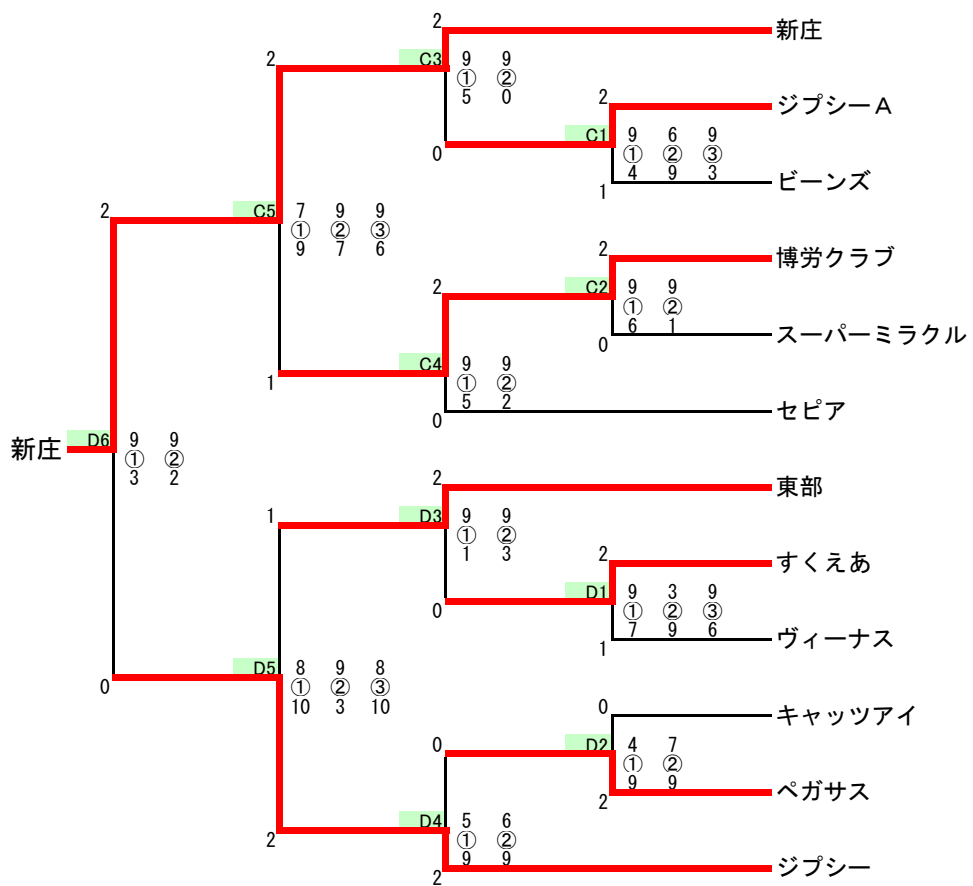 2 新庄
2 C3 9 9
① ②
5 0
2 ジプシーA
0 C1 9 6 9
① ② ③
4 9 3
1 ビーンズ
2 C5 7 9 9
① ② ③
9 7 6
2 博労クラブ
2 C2 9 9
① ②
6 1
0 スーパーミラクル
1 C4 9 9
① ②
5 2
0 セピア
新庄 D6 9 9
① ②
3 2
2 東部
1 D3 9 9
① ②
1 3
2 すくえあ
0 D1 9 3 9
① ② ③
7 9 6
1 ヴィーナス
0 D5 8 9 8
① ② ③
10 3 10
0 キャッツアイ
0 D2 4 7
① ②
9 9
2 ペガサス
2 D4 5 6
① ②
9 9
2 ジプシー